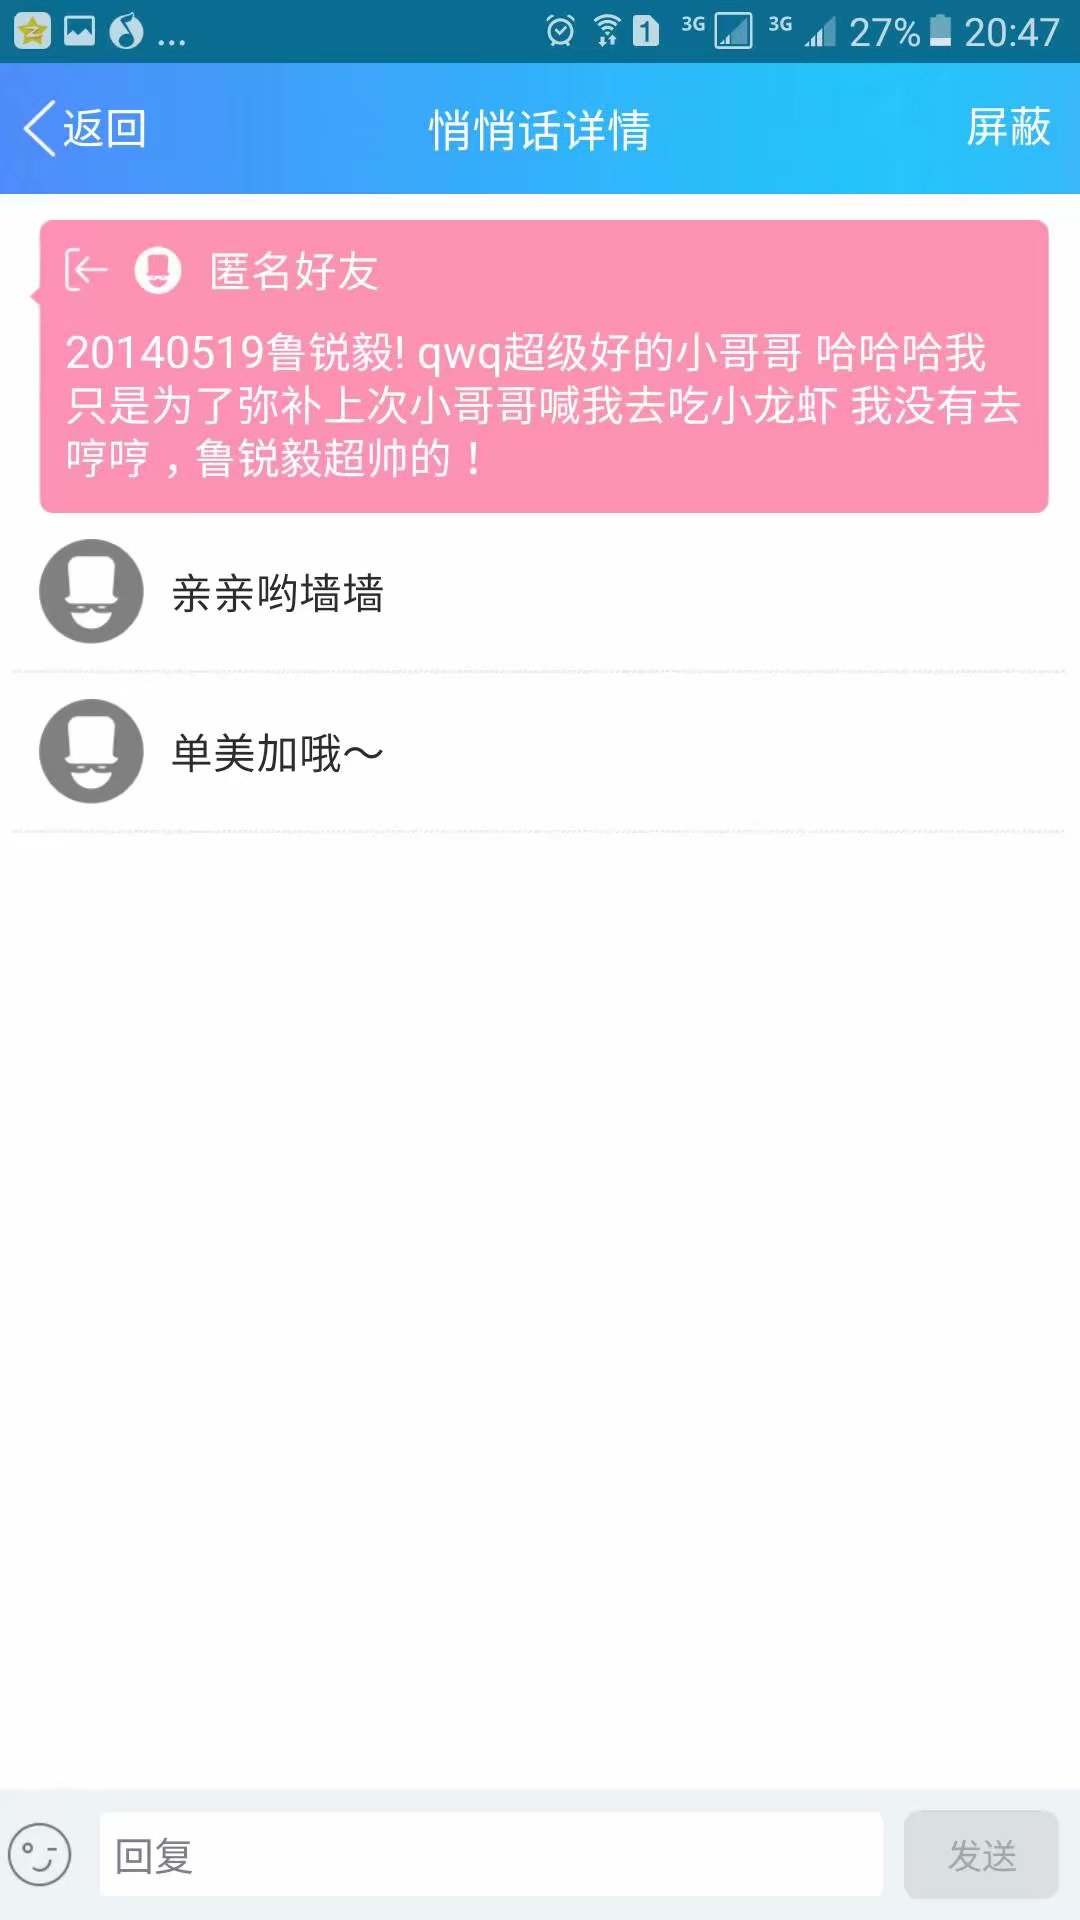 ... 1 3G 3G 27% 20:47
返回 悄悄话详情 屏蔽
匿名好友
20140519鲁锐毅! qwq超级好的小哥哥 哈哈哈我
只是为了弥补上次小哥哥喊我去吃小龙虾 我没有去
哼哼，鲁锐毅超帅的！
亲亲哟墙墙
单美加哦～
回复 发送